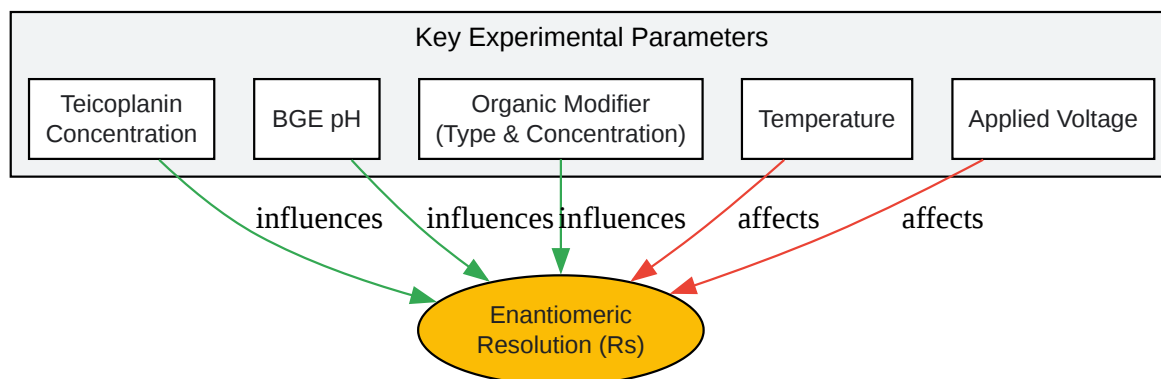 Key Experimental Parameters
Teicoplanin
Concentration
BGE pH
Organic Modifier
(Type & Concentration)
Temperature
Applied Voltage
influences
influences
influences
affects
affects
Enantiomeric
Resolution (Rs)